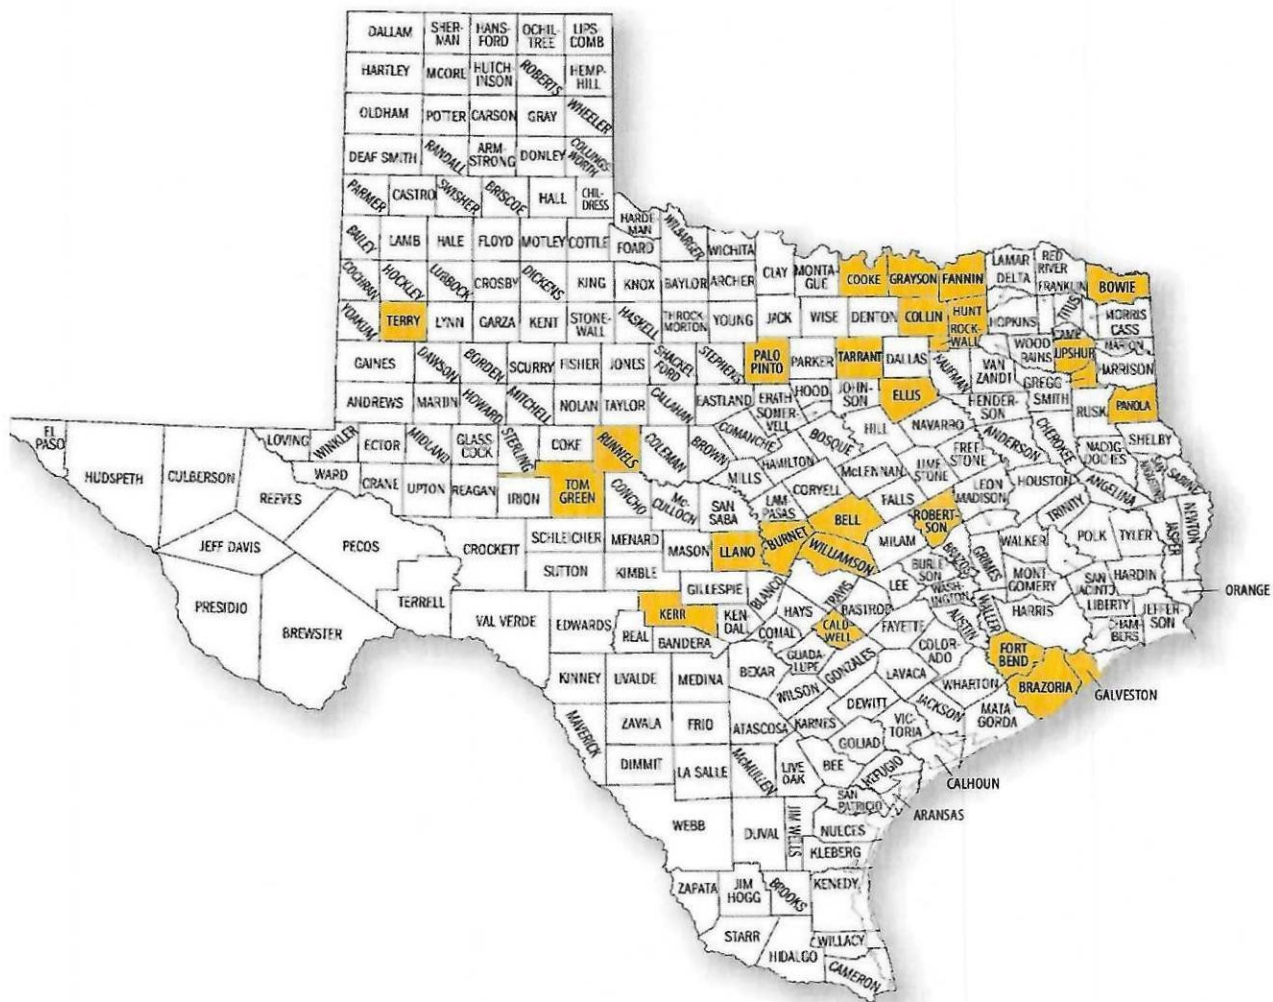 DALLAM
SHER-
MAN
HANS-
FORD
OCHIL-
TREE
LIPS
COMB
HARTLEY
MCORE
HUTCH
INSON
ROBERTS
HEMP-
HILL
OLDHAM
POTTER
CARSON
GRAY
WHEELER
DEAF SMITH
RANDALL
ARM-
STRONG
DONLEY
COLLINGS-
WORTH
PARMER
CASTRO
SWISHER
BRISCOE
HALL
CHIL-
DRESS
HARDE
MAN
WILBARGER
BAILEY
LAMB
HALE
FLOYD
MOTLEY
COTTLE
FOARD
WICHITA
CLAY
MONTA-
GUE
COOKE
GRAYSON
FANNIN
LAMAR
DELTA
RED
RIVER
FRANKLIN
BOWIE
COCHRAN
HOCKLEY
LUBBOCK
CROSBY
DICKENS
KING
KNOX
BAYLOR
ARCHER
YOAKUM
TERRY
LYNN
GARZA
KENT
STONE-
WALL
HASKELL
THROCK
MORTON
YOUNG
JACK
WISE
DENTON
COLLIN
HUNT
ROCK-
WALL
HOPKINS
TITUS
CAMP
MORRIS
CASS
MARION
GAINES
DAWSON
BORDEN
SCURRY
FISHER
JONES
SHACKEL
FORD
STEPHENS
PALO
PINTO
PARKER
TARRANT
DALLAS
KAUFMAN
VAN
ZANDT
WOOD
RAINS
UPSHUR
HARRISON
ANDREWS
MARTIN
HOWARD
MITCHELL
NOLAN
TAYLOR
CALLAHAN
EASTLAND
ERATH
SOMER-
VELL
HOOD
JOHN-
SON
ELLIS
HENDER-
SON
GREGG
SMITH
RUSK
PANOLA
EL
PASO
HUDSPETH
CULBERSON
LOVING
WINKLER
ECTOR
MIDLAND
GLASS
COCK
STERLING
COKE
RUNNELS
COLEMAN
BROWN
COMANCHE
BOSQUE
HILL
NAVARRO
ANDERSON
CHEROKEE
NADIG-
DOCHES
SHELBY
REEVES
WARD
CRANE
UPTON
REAGAN
IRION
TOM
GREEN
CONCHO
MC-
CULLOCH
MILLS
HAMILTON
MCLENNAN
LIME
STONE
FREE-
STONE
HOUSTON
ANGELINA
SABINE
SAN
SABA
LAM-
PASAS
CORYELL
FALLS
LEON
MADISON
TRINITY
JEFF DAVIS
PECOS
CROCKETT
SCHLEICHER
MENARD
MASON
LLANO
BURNET
BELL
WILLIAMSON
MILAM
ROBERT-
SON
BRAZOS
GRIMES
WALKER
POLK
TYLER
JASPER
NEWTON
SUTTON
KIMBLE
GILLESPIE
BLANCO
TRAVIS
LEE
BURLE-
SON
WASH-
INGTON
MONT-
GOMERY
SAN
JACINTO
HARDIN
ORANGE
PRESIDIO
BREWSTER
TERRELL
VAL VERDE
EDWARDS
KERR
REAL
BANDERA
KEN-
DAL
HAYS
COMAL
BASTROP
CALD-
WELL
FAYETTE
AUSTIN
WALLER
HARRIS
LIBERTY
CHAM-
BERS
JEFFER-
SON
KINNEY
UVALDE
MEDINA
BEXAR
GUADA-
LUPE
GONZALES
LAVACA
COLOR-
ADO
WHARTON
FORT
BEND
BRAZORIA
GALVESTON
WILSON
MAVERICK
ZAVALA
FRIO
ATASCOSA
KARNES
DEWITT
JACKSON
MATA
GORDA
VIC-
TORIA
GOLIAD
DIMMIT
LA SALLE
McMULLEN
LIVE
OAK
BEE
REFUGIO
CALHOUN
SAN
PATRICIO
ARANSAS
WEBB
DUVAL
JIM WELLS
NUECES
KLEBERG
ZAPATA
JIM
HOGG
BROOKS
KENEDY
STARR
HIDALGO
WILLACY
CAMERON